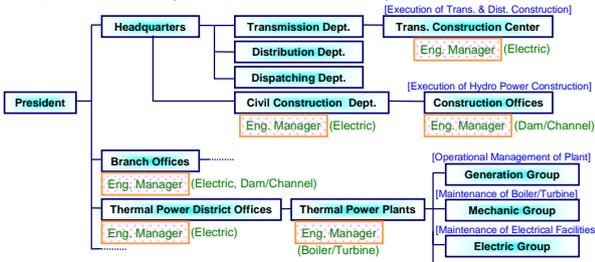 [Execution of Trans. & Dist. Construction]
Headquarters
Transmission Dept.
Trans. Construction Center
Eng. Manager (Electric)
Distribution Dept.
Dispatching Dept.
[Execution of Hydro Power Construction]
President
Civil Construction Dept.
Construction Offices
Eng. Manager (Electric)
Eng. Manager (Dam/Channel)
Branch Offices
[Operational Management of Plant]
Generation Group
Eng. Manager (Electric, Dam/Channel)
[Maintenance of Boiler/Turbine]
Thermal Power District Offices
Thermal Power Plants
Mechanic Group
Eng. Manager (Electric)
Eng. Manager
(Boiler/Turbine)
[Maintenance of Electrical Facilities
Electric Group